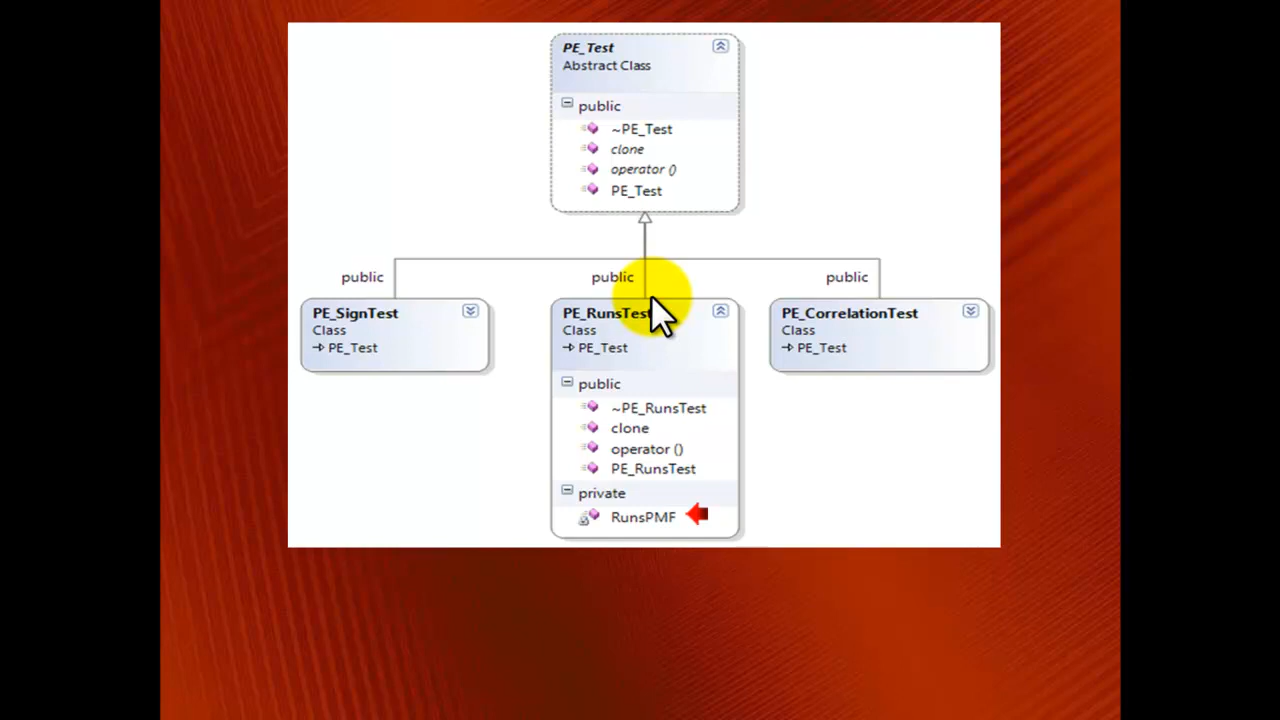 PE_Test
Abstract Class
public
~PE_Test
clone
operator ()
PE_Test
public
public
public
PE_SignTest
Class
PE_Test
PE_RunsTest
Class
PE_Test
public
~PE_RunsTest
clone
operator ()
PE_RunsTest
private
RunsPMF
PE_CorrelationTest
Class
PE_Test